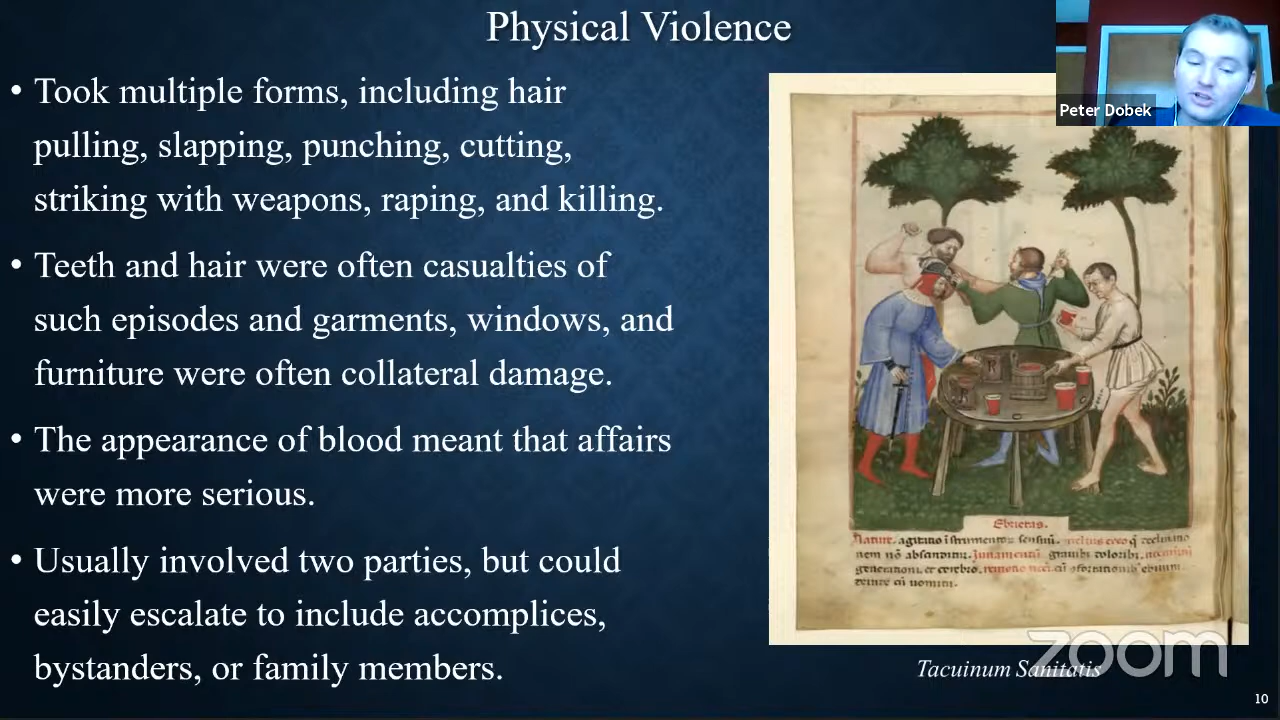 Physical Violence
• Took multiple forms, including hair
pulling, slapping, punching, cutting,
striking with weapons, raping, and killing.
• Teeth and hair were often casualties of
such episodes and garments, windows, and
furniture were often collateral damage.
• The appearance of blood meant that affairs
were more serious.
• Usually involved two parties, but could
easily escalate to include accomplices,
bystanders, or family members.
Peter Dobek
Ebrietas.
Tacuinum Sanitatis
zoom
10